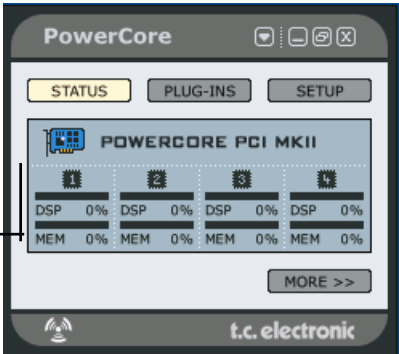 PowerCore
STATUS PLUG-INS SETUP
POWERCORE PCI MKII
1 2 3 4
DSP 0% DSP 0% DSP 0% DSP 0%
MEM 0% MEM 0% MEM 0% MEM 0%
MORE >>
t.c. electronic